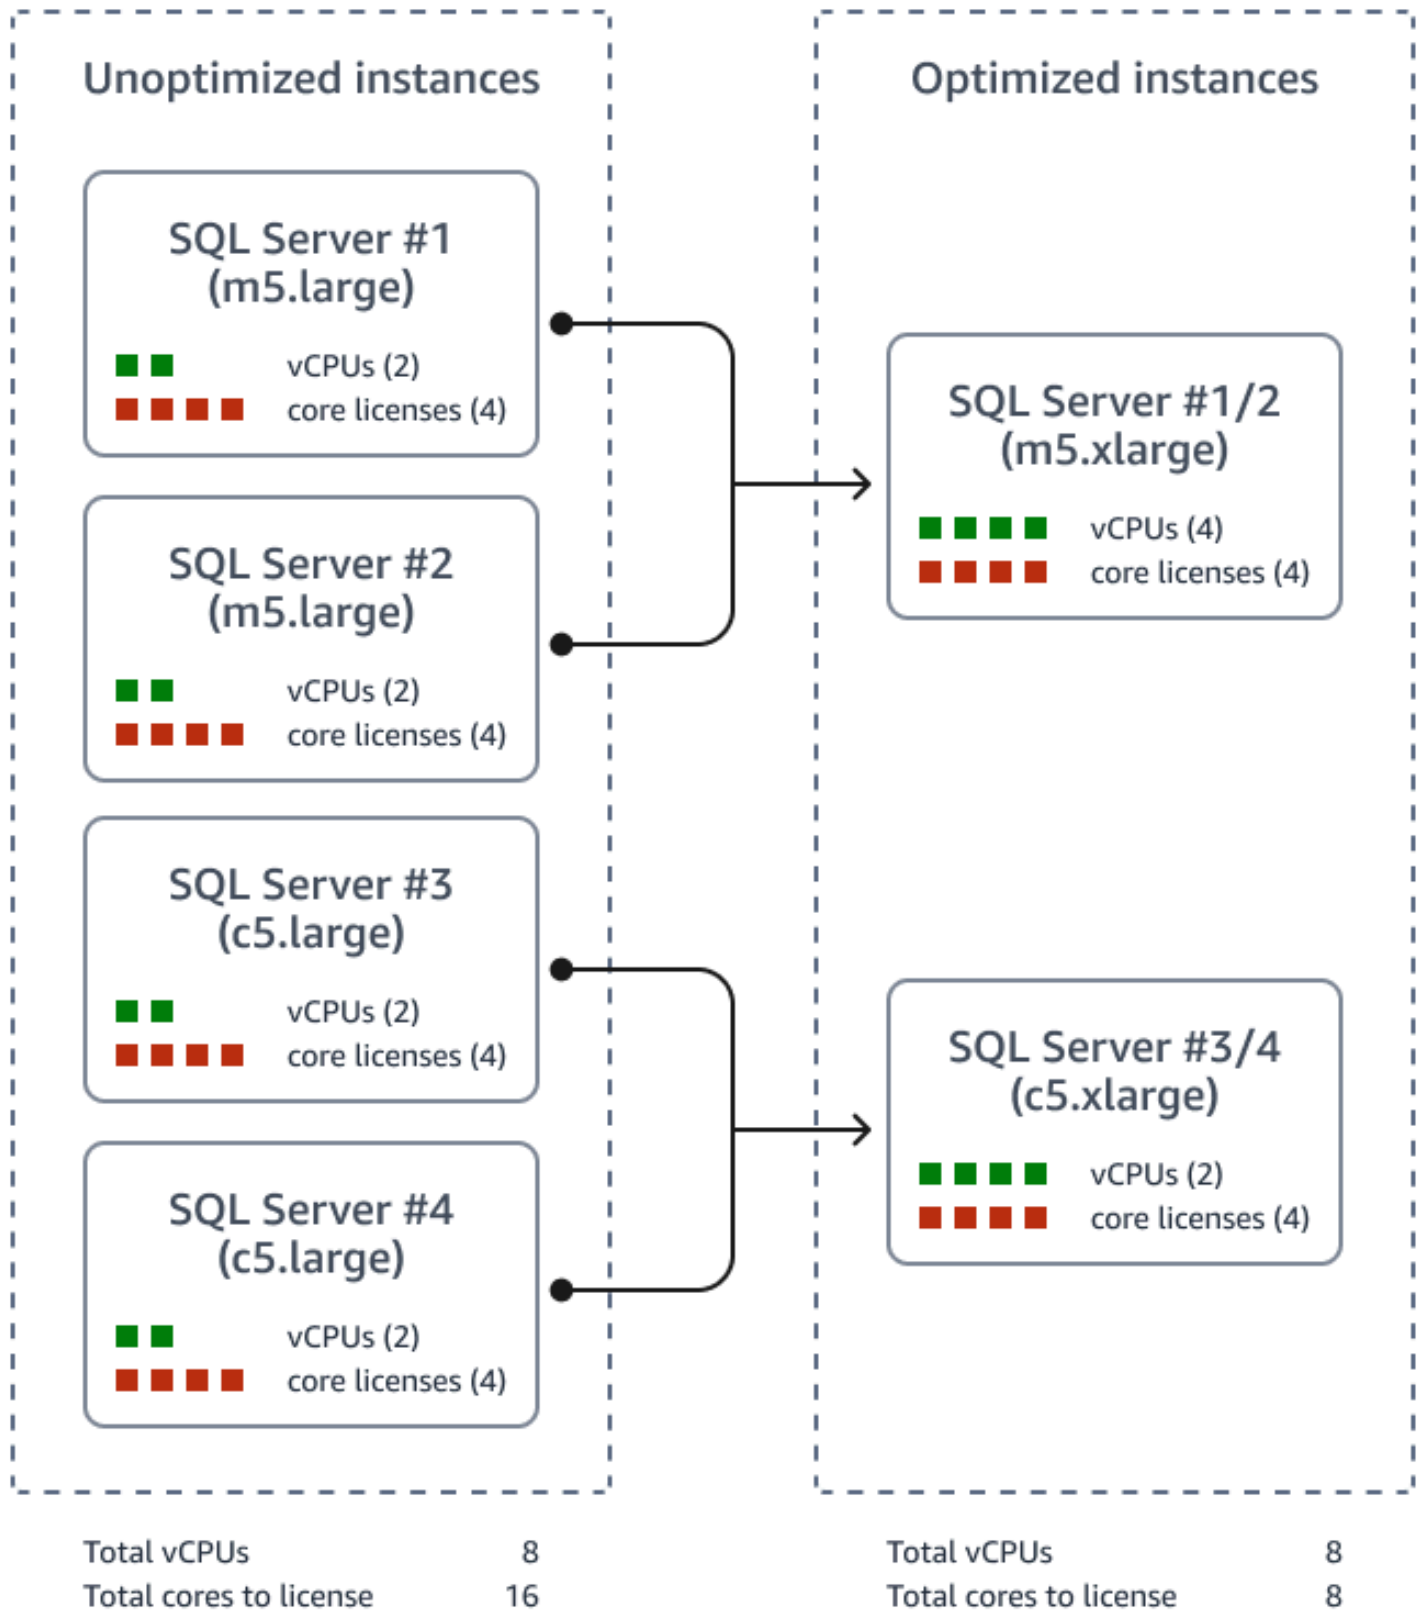 Unoptimized instances
SQL Server #1
(m5.large)
vCPUs (2)
core licenses (4)
SQL Server #2
(m5.large)
vCPUs (2)
core licenses (4)
SQL Server #3
(c5.large)
vCPUs (2)
core licenses (4)
SQL Server #4
(c5.large)
vCPUs (2)
core licenses (4)
Total vCPUs 8
Total cores to license 16
Optimized instances
SQL Server #1/2
(m5.xlarge)
vCPUs (4)
core licenses (4)
SQL Server #3/4
(c5.xlarge)
vCPUs (2)
core licenses (4)
Total vCPUs 8
Total cores to license 8